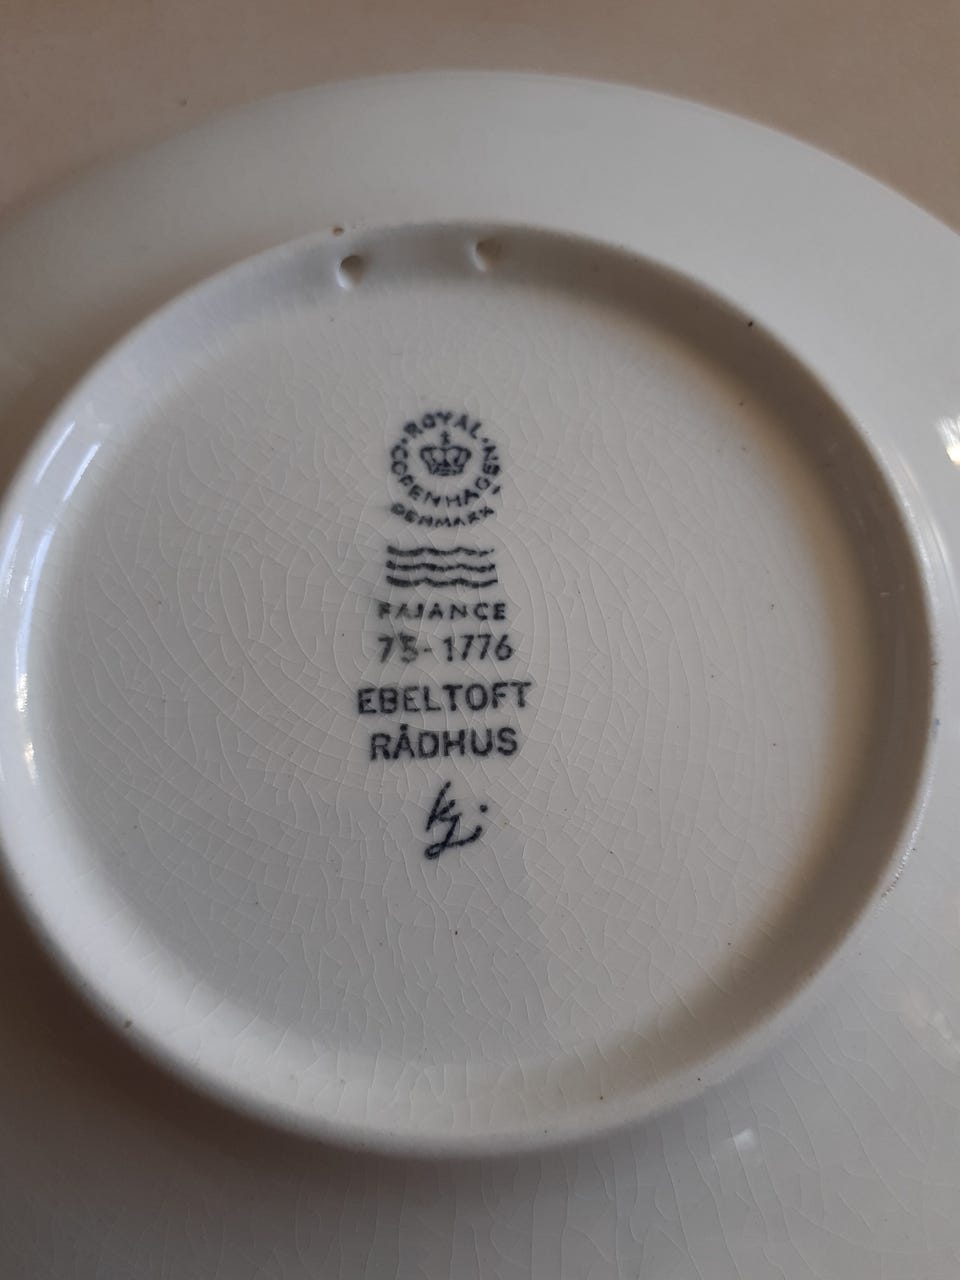 ROYAL
COPENHAGEN
DENMARK
FAJANCE
75-1776
EBELTOFT
RÅDHUS